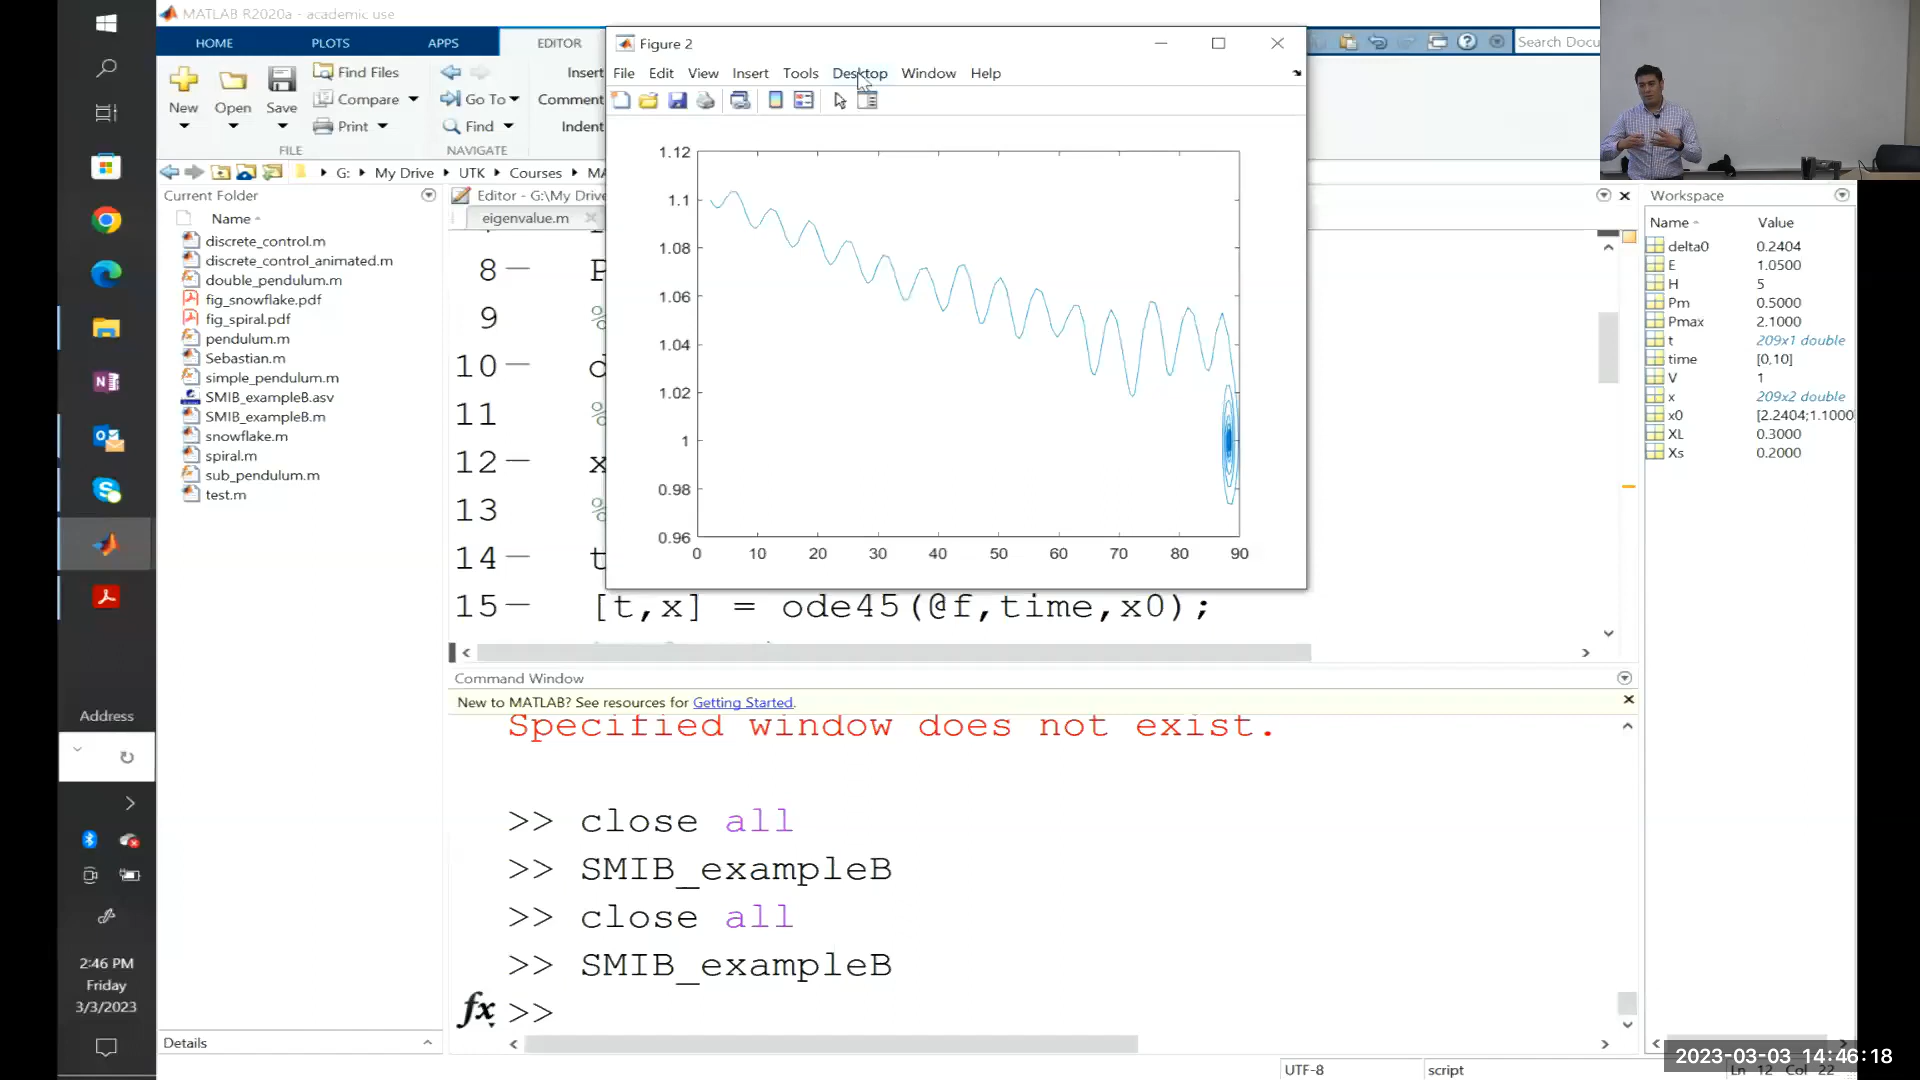 MATLAB R2020a - academic use
HOME
PLOTS
APPS
EDITOR
Search Docu
New
Open
Save
Find Files
Compare
Print
FILE
Go To
Find
NAVIGATE
Insert
Comment
Indent
G:
My Drive
UTK
Courses
MA
Current Folder
Name
discrete_control.m
discrete_control_animated.m
double_pendulum.m
fig_snowflake.pdf
fig_spiral.pdf
pendulum.m
Sebastian.m
simple_pendulum.m
SMIB_exampleB.asv
SMIB_exampleB.m
snowflake.m
spiral.m
sub_pendulum.m
test.m
Details
Editor - G:\My Drive
eigenvalue.m
8 — P
9 %
10 — d
11 %
12 — x
13 %
14 — t
15 — [t,x] = ode45(@f,time,x0);
Figure 2
File Edit View Insert Tools Desktop Window Help
1.12
1.1
1.08
1.06
1.04
1.02
1
0.98
0.96
0 10 20 30 40 50 60 70 80 90
Command Window
New to MATLAB? See resources for Getting Started.
Specified window does not exist.
>> close all
>> SMIB_exampleB
>> close all
>> SMIB_exampleB
fx >>
Workspace
Name Value
delta0 0.2404
E 1.0500
H 5
Pm 0.5000
Pmax 2.1000
t 209x1 double
time [0,10]
V 1
x 209x2 double
x0 [2.2404;1.1000
XL 0.3000
Xs 0.2000
Address
2:46 PM
Friday
3/3/2023
UTF-8
script
Ln 12 Col 22
2023-03-03 14:46:18